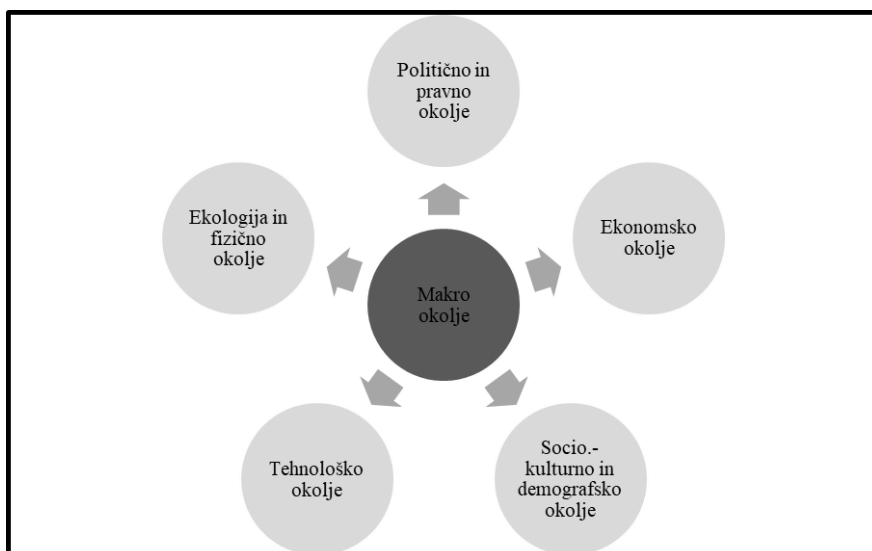 Politično in
pravno
okolje
Ekologija in
fizično
okolje
Ekonomsko
okolje
Makro
okolje
Tehnološko
okolje
Socio.-
kulturno in
demografsko
okolje